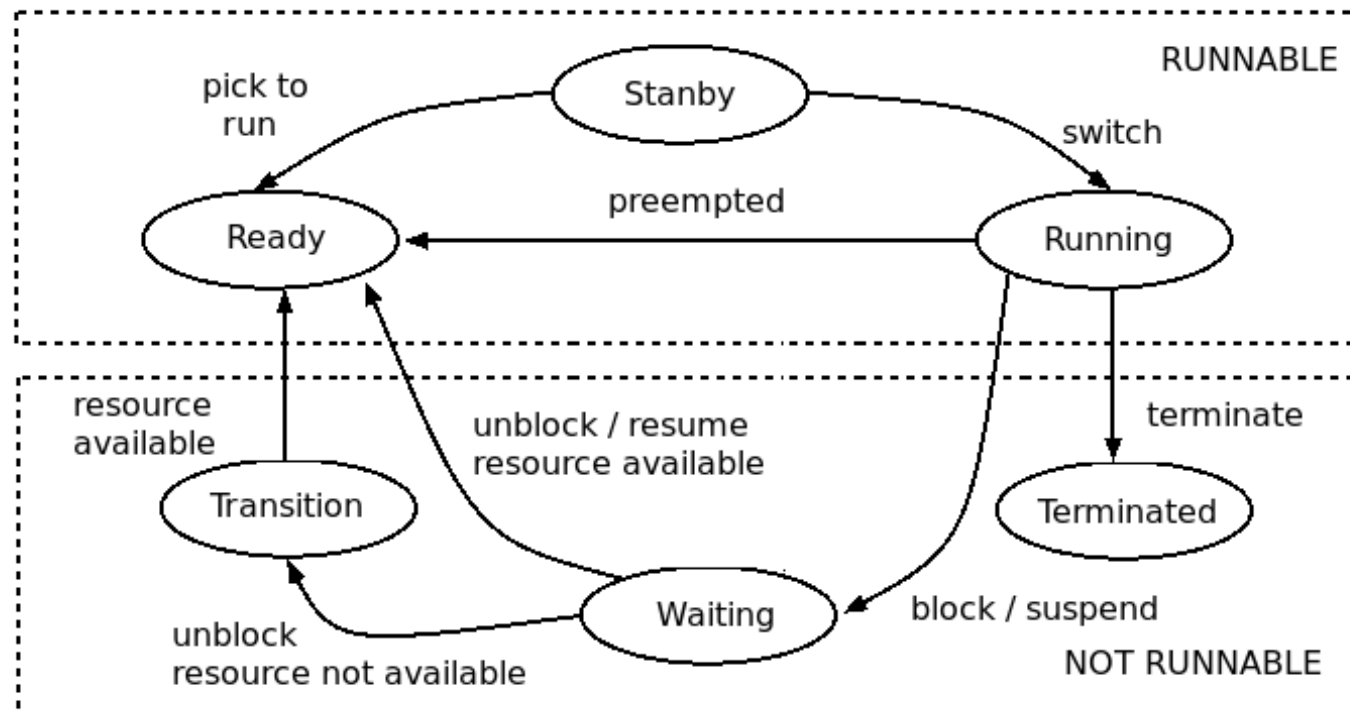 RUNNABLE
pick to
run
Stanby
switch
preempted
Ready
Running
resource
available
unblock / resume
resource available
terminate
Transition
Terminated
Waiting
block / suspend
unblock
resource not available
NOT RUNNABLE